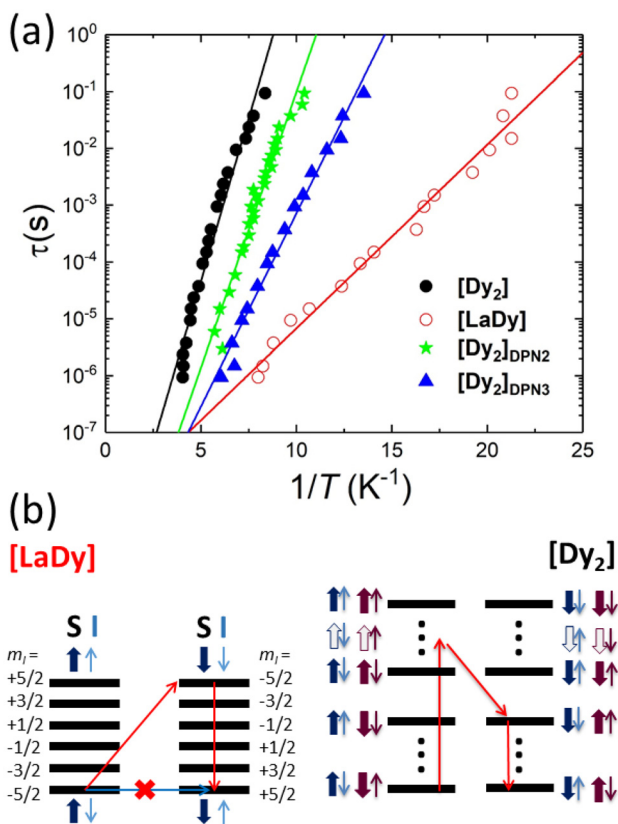 (a)
10⁰
10⁻¹
10⁻²
10⁻³
10⁻⁴
10⁻⁵
10⁻⁶
10⁻⁷
τ(s)
[Dy₂]
[LaDy]
[Dy₂]DPN2
[Dy₂]DPN3
0 5 10 15 20 25
1/T (K⁻¹)
(b)
[LaDy] [Dy₂]
S I S I
mI = mI =
+5/2 -5/2
+3/2 -3/2
+1/2 -1/2
-1/2 +1/2
-3/2 +3/2
-5/2 +5/2